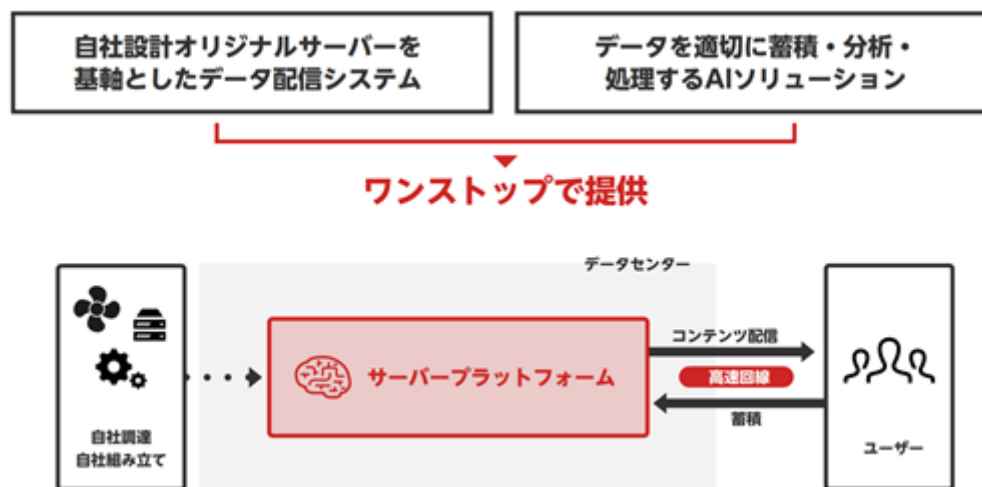 自社設計オリジナルサーバーを
基軸としたデータ配信システム
データを適切に蓄積・分析・
処理するAIソリューション
ワンストップで提供
データセンター
自社調達
自社組み立て
サーバープラットフォーム
コンテンツ配信
高速回線
蓄積
ユーザー